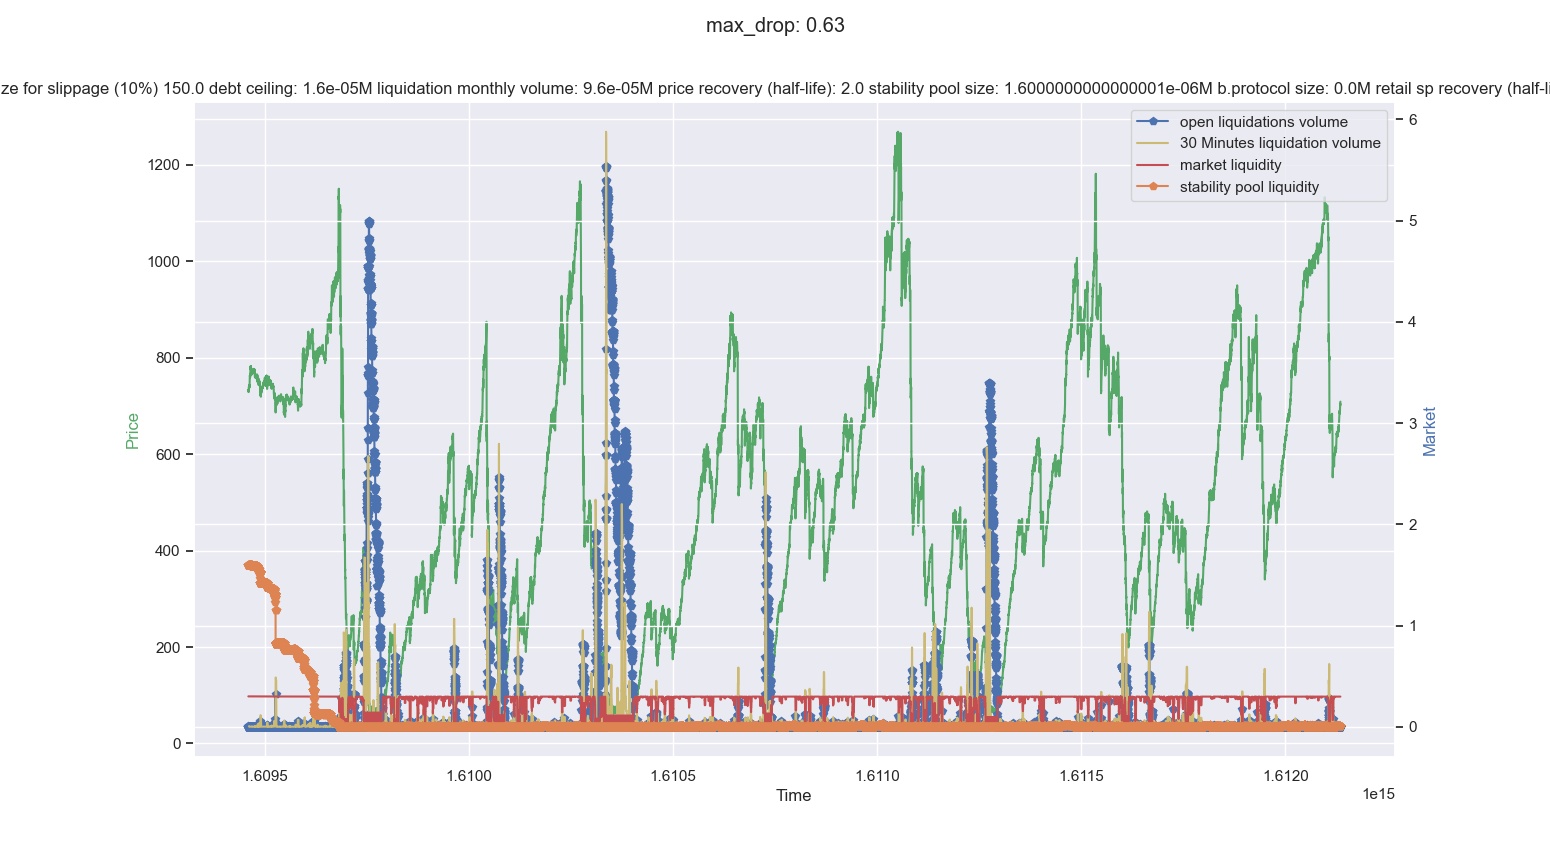 max_drop: 0.63
ze for slippage (10%) 150.0 debt ceiling: 1.6e-05M liquidation monthly volume: 9.6e-05M price recovery (half-life): 2.0 stability pool size: 1.6000000000000001e-06M b.protocol size: 0.0M retail sp recovery (half-li
open liquidations volume
30 Minutes liquidation volume
market liquidity
stability pool liquidity
1200
1000
800
600
400
200
0
Price
6
5
4
3
2
1
0
Market
1.6095 1.6100 1.6105 1.6110 1.6115 1.6120
1e15
Time